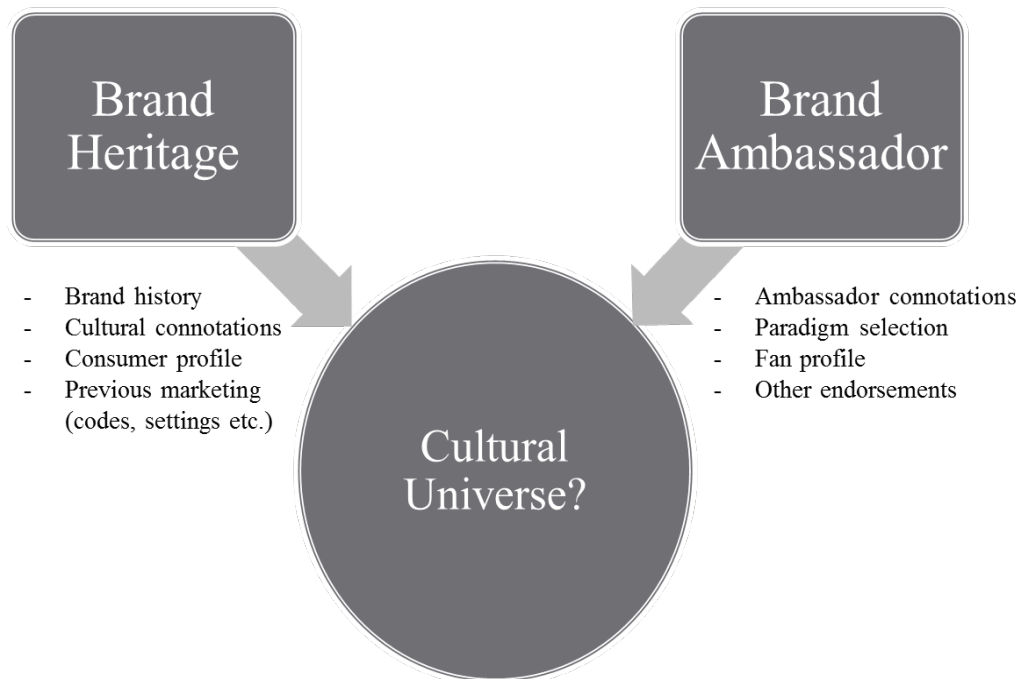 Brand
Heritage
Brand
Ambassador
- Brand history
- Cultural connotations
- Consumer profile
- Previous marketing
(codes, settings etc.)
- Ambassador connotations
- Paradigm selection
- Fan profile
- Other endorsements
Cultural
Universe?